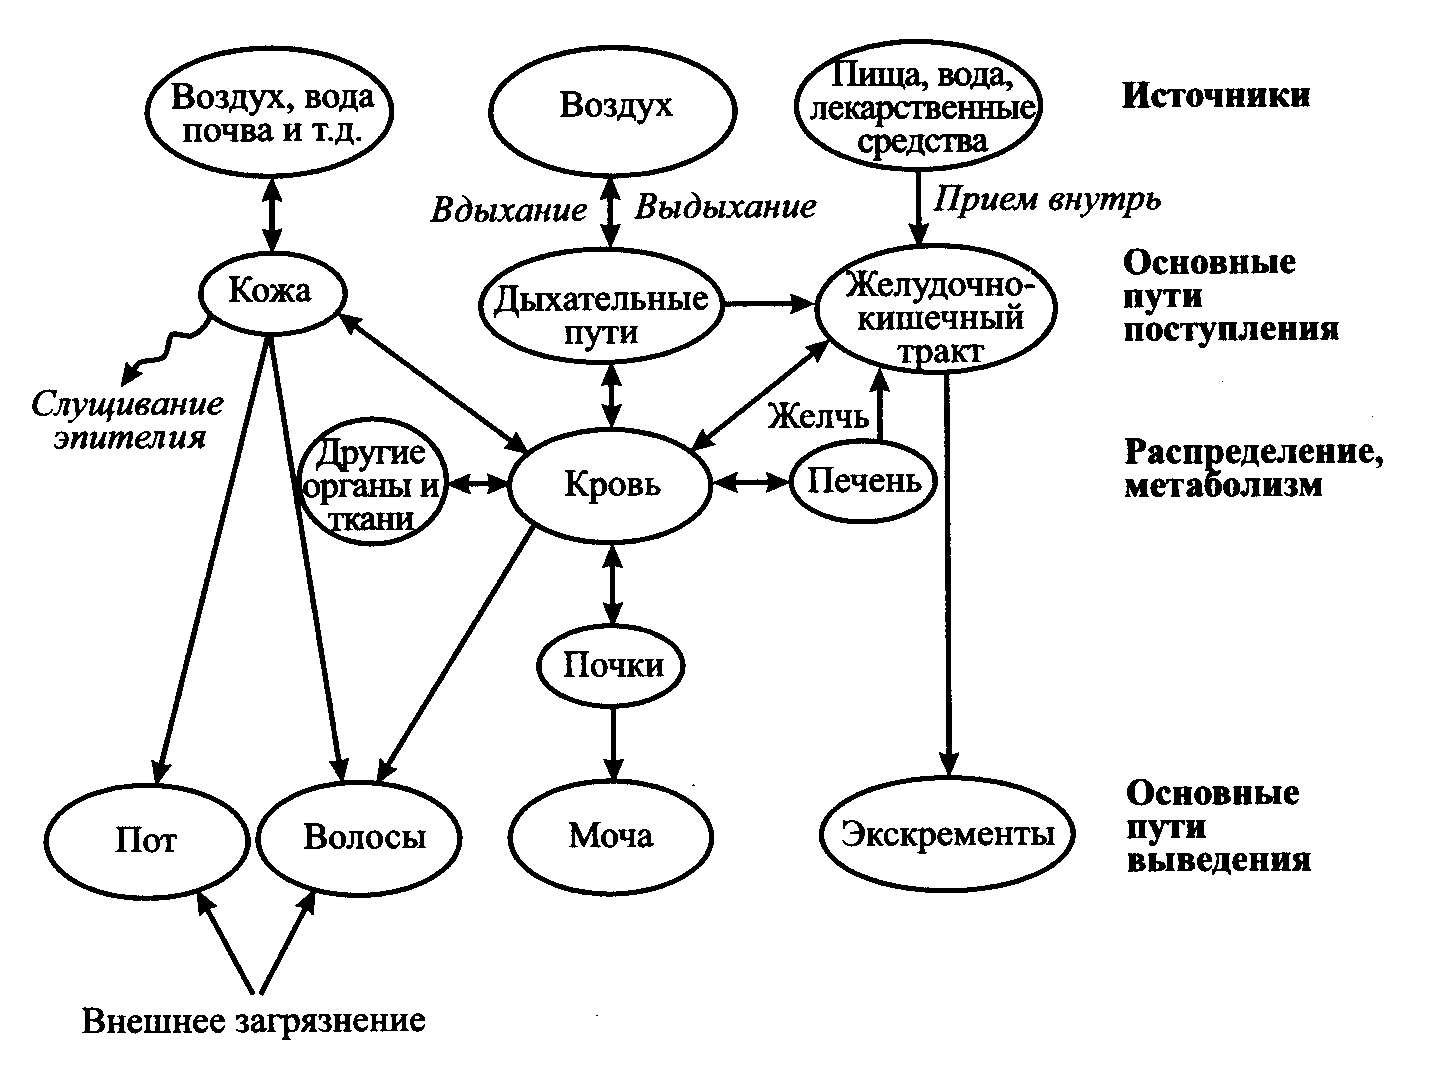 Воздух, вода
почва и т.д.
Воздух
Пища, вода,
лекарственные
средства
Источники
Вдыхание
Выдыхание
Прием внутрь
Кожа
Дыхательные
пути
Желудочно-
кишечный
тракт
Основные
пути
поступления
Слущивание
эпителия
Другие
органы и
ткани
Кровь
Желчь
Печень
Распределение,
метаболизм
Почки
Пот
Волосы
Моча
Экскременты
Основные
пути
выведения
Внешнее загрязнение